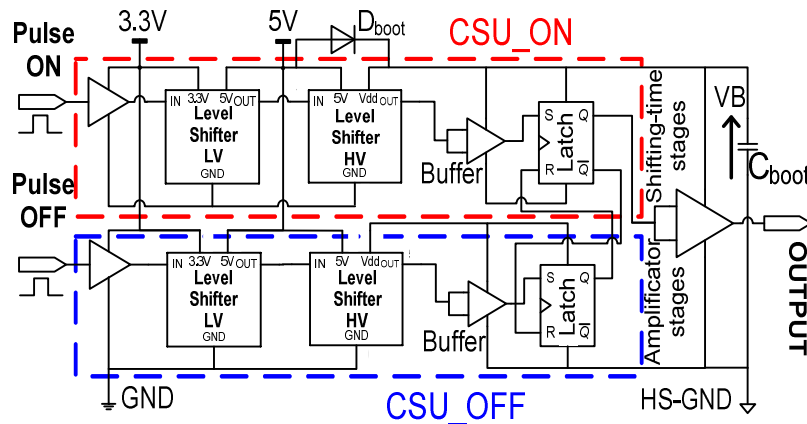 Pulse
ON
3.3V
5V
Dboot
CSU_ON
IN 3.3V 5VOUT
Level
Shifter
LV
GND
IN 5V VddOUT
Level
Shifter
HV
GND
Buffer
S Q
Latch
R Q
Shifting-time
stages
VB
Cboot
Pulse
OFF
IN 3.3V 5VOUT
Level
Shifter
LV
GND
IN 5V VddOUT
Level
Shifter
HV
GND
Buffer
S Q
Latch
R Q
Amplificator
stages
OUTPUT
GND
CSU_OFF
HS-GND